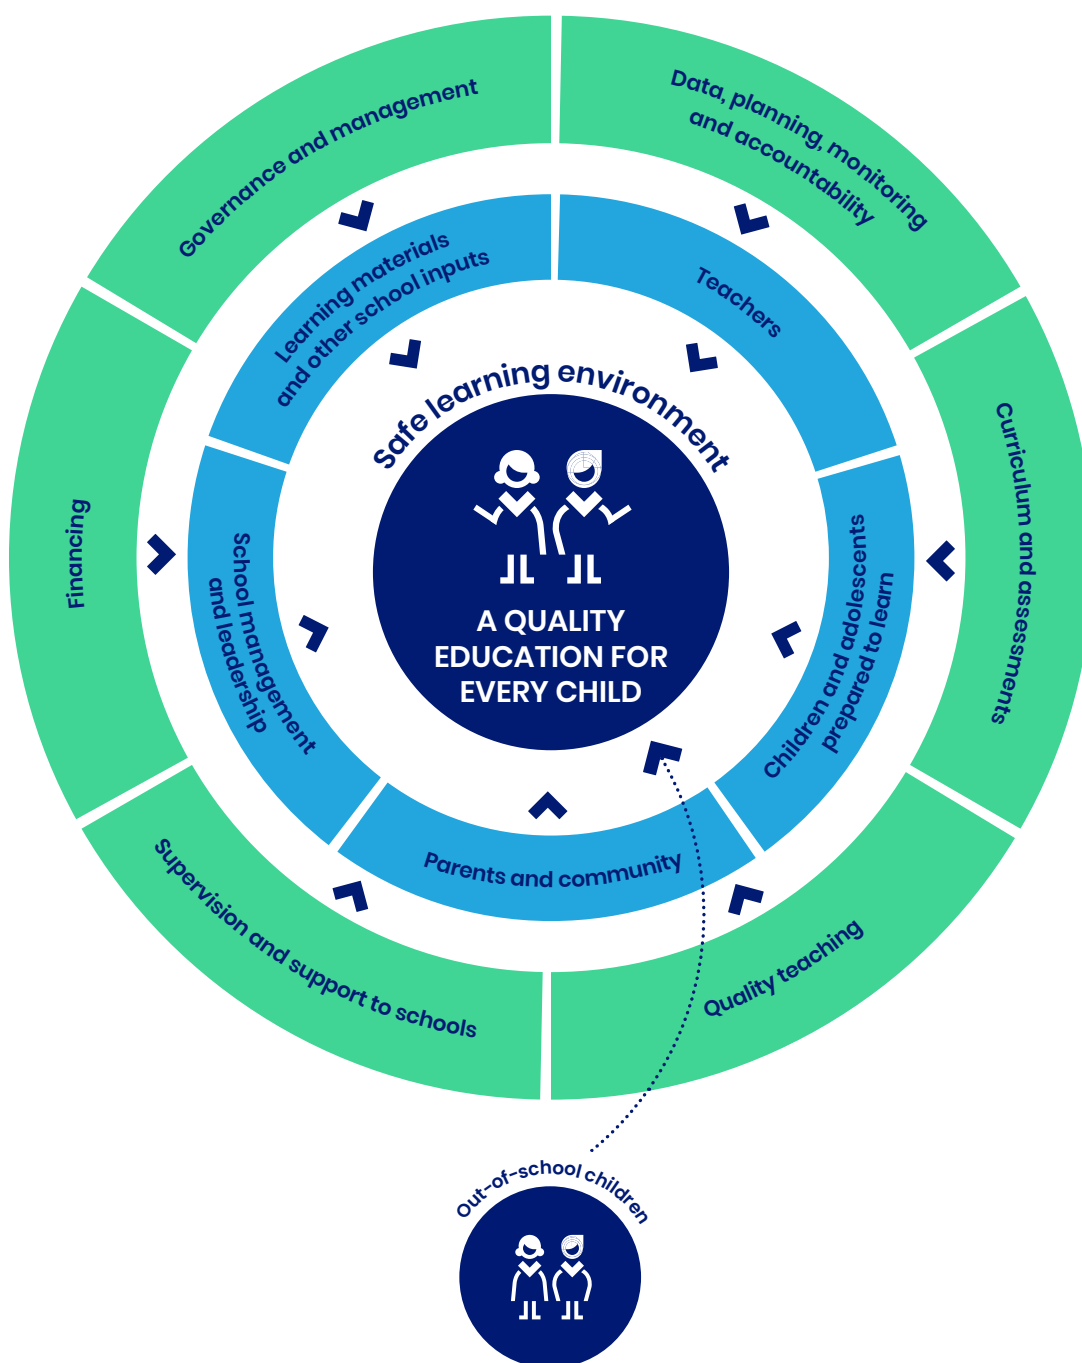 Governance and management
Data, planning, monitoring
and accountability
Learning materials
and other school inputs
Teachers
Safe learning environment
Curriculum and assessments
Financing
School management
and leadership
Children and adolescents
prepared to learn
A QUALITY
EDUCATION FOR
EVERY CHILD
Parents and community
Supervision and support to schools
Quality teaching
Out-of-school children